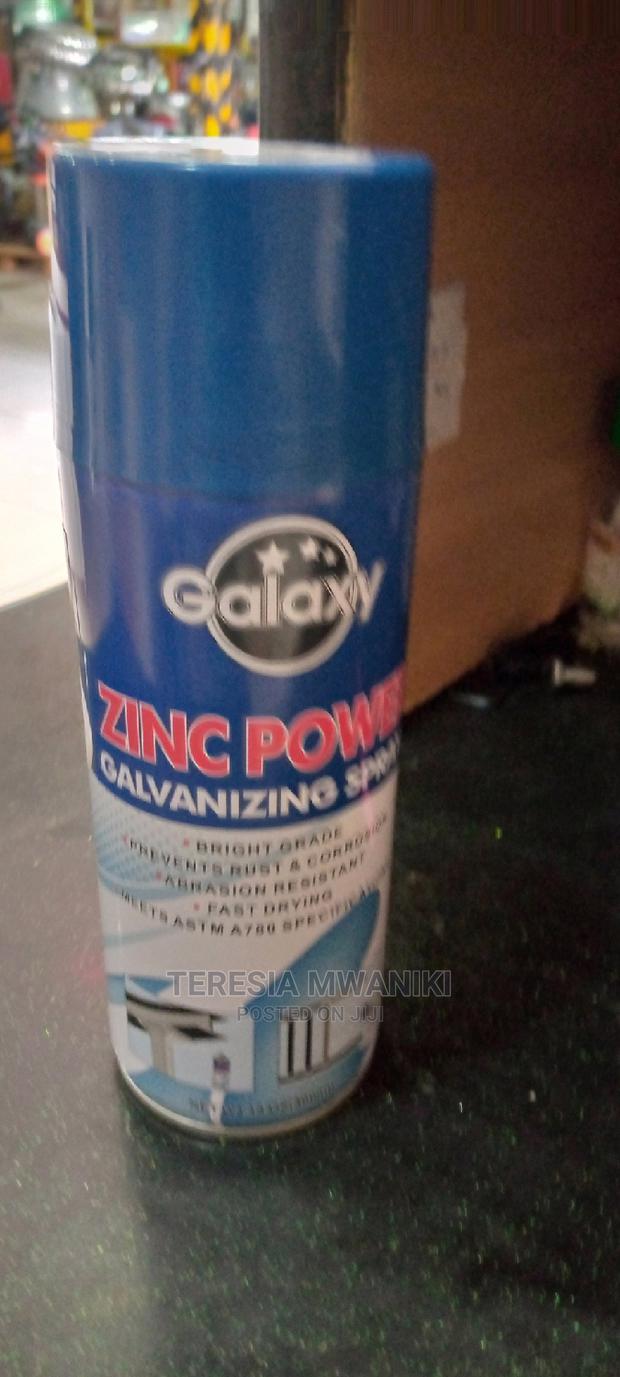 Galaxy
ZINC POWE
GALVANIZING SPRA
• BRIGHT GRADE
• PREVENTS RUST & CORROSION
• ABRASION RESISTANT
• FAST DRYING
MEETS ASTM A780
TERESIA MWANIKI
POSTED ON JIJI